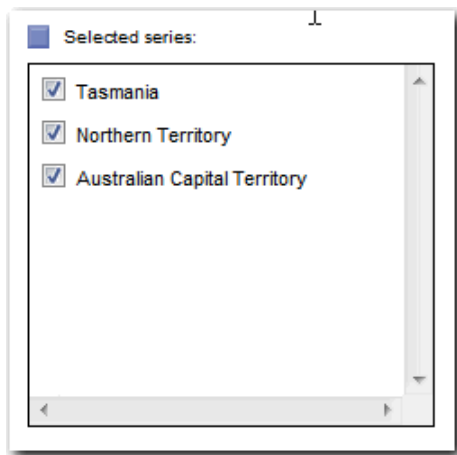 Selected series:
Tasmania
Northern Territory
Australian Capital Territory